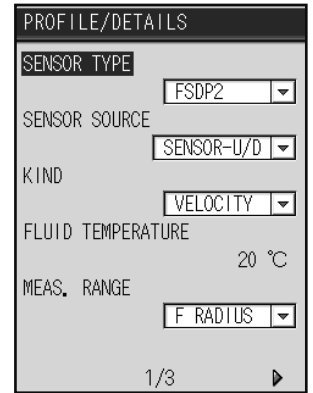 PROFILE/DETAILS
SENSOR TYPE
FSDP2
SENSOR SOURCE
SENSOR-U/D
KIND
VELOCITY
FLUID TEMPERATURE
20 ℃
MEAS. RANGE
F RADIUS
1/3